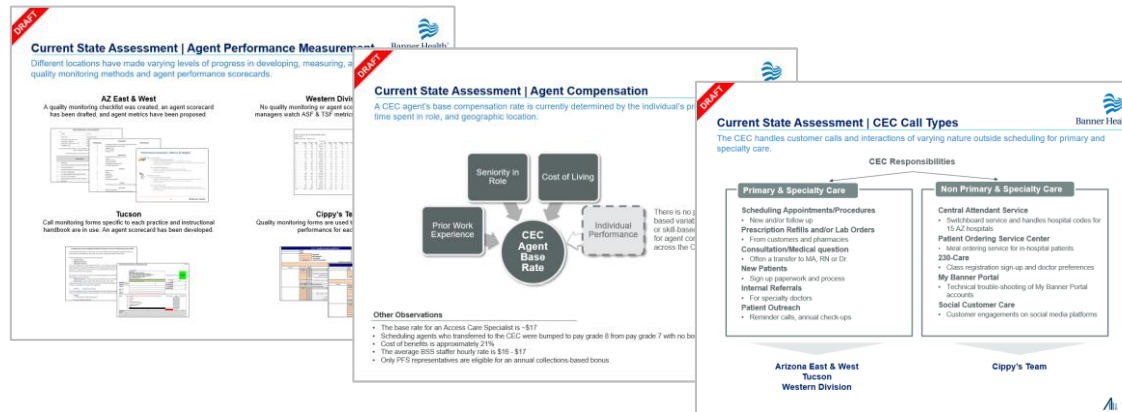 DRAFT
Current State Assessment | Agent Performance Measurement
Banner Health
Different locations have made varying levels of progress in developing, measuring, a
quality monitoring methods and agent performance scorecards.
AZ East & West
A quality monitoring checklist was created, an agent scorecard
has been drafted, and agent metrics have been proposed
Western Divis
No quality monitoring or agent sco
managers watch ASF & TSF metric
Tucson
Call monitoring forms specific to each practice and instructional
handbook are in use. An agent scorecard has been developed.
Cippy's Te
Quality monitoring forms are used t
performance for eac
DRAFT
Current State Assessment | Agent Compensation
A CEC agent's base compensation rate is currently determined by the individual's pri
time spent in role, and geographic location.
Seniority in
Role
Cost of Living
Prior Work
Experience
CEC
Agent
Base
Rate
Individual
Performance
There is no p
based varia
or skill-base
for agent co
across the C
Other Observations
• The base rate for an Access Care Specialist is ~$17
• Scheduling agents who transferred to the CEC were bumped to pay grade 8 from pay grade 7 with no bo
• Cost of benefits is approximately 21%
• The average BSS staffer hourly rate is $16 - $17
• Only PFS representatives are eligible for an annual collections-based bonus
DRAFT
Current State Assessment | CEC Call Types
Banner Heal
The CEC handles customer calls and interactions of varying nature outside scheduling for primary and
specialty care.
CEC Responsibilities
Primary & Specialty Care
Scheduling Appointments/Procedures
• New and/or follow up
Prescription Refills and/or Lab Orders
• From customers and pharmacies
Consultation/Medical question
• Often a transfer to MA, RN or Dr.
New Patients
• Sign up paperwork and process
Internal Referrals
• For specialty doctors
Patient Outreach
• Reminder calls, annual check-ups
Arizona East & West
Tucson
Western Division
Non Primary & Specialty Care
Central Attendant Service
• Switchboard service and handles hospital codes for
15 AZ hospitals
Patient Ordering Service Center
• Meal ordering service for in-hospital patients
230-Care
• Class registration sign-up and doctor preferences
My Banner Portal
• Technical trouble-shooting of My Banner Portal
accounts
Social Customer Care
• Customer engagements on social media platforms
Cippy's Team